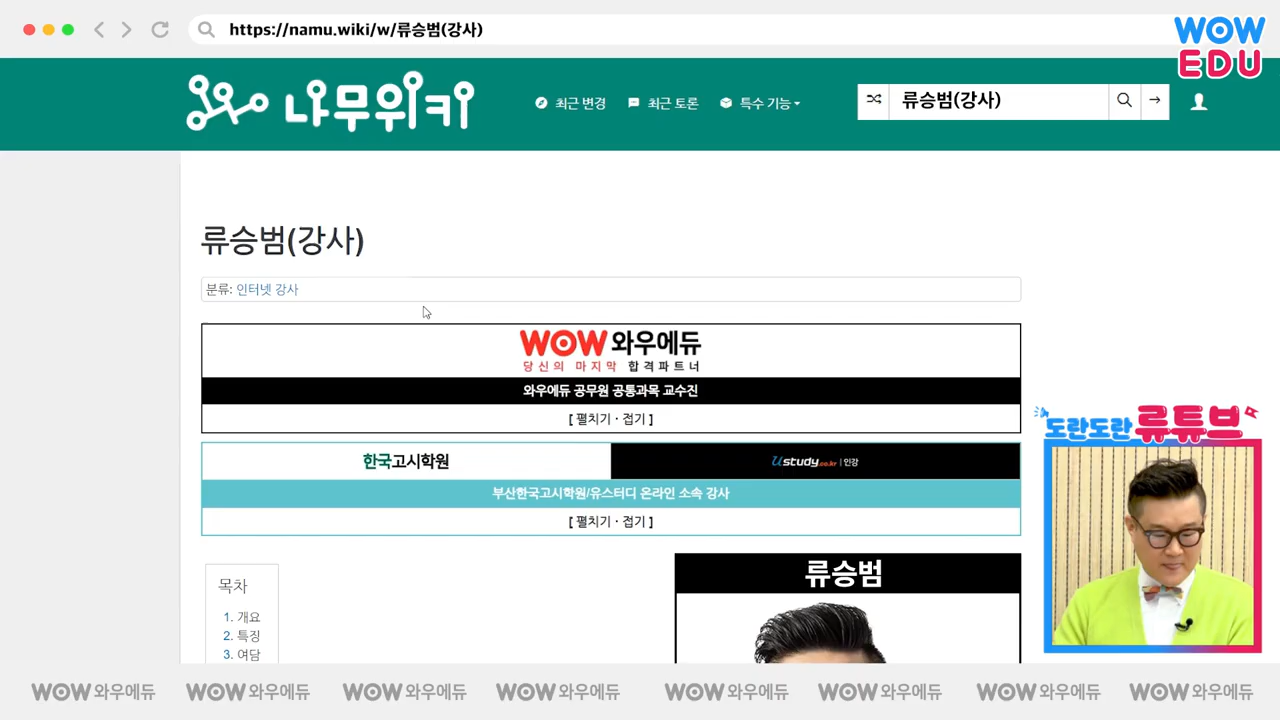 https://namu.wiki/w/류승범(강사)
WOW
EDU
나무위키
최근 변경
최근 토론
특수 기능
류승범(강사)
류승범(강사)
분류: 인터넷 강사
WOW 와우에듀
당신의 마지막 합격파트너
와우에듀 공무원 공통과목 교수진
[ 펼치기 · 접기 ]
한국고시학원
Ustudy.co.kr | 인강
부산한국고시학원/유스터디 온라인 소속 강사
[ 펼치기 · 접기 ]
도란도란 류튜브
목차
1. 개요
2. 특징
3. 여담
류승범
WOW 와우에듀 WOW 와우에듀 WOW 와우에듀 WOW 와우에듀 WOW 와우에듀 WOW 와우에듀 WOW 와우에듀 WOW 와우에듀